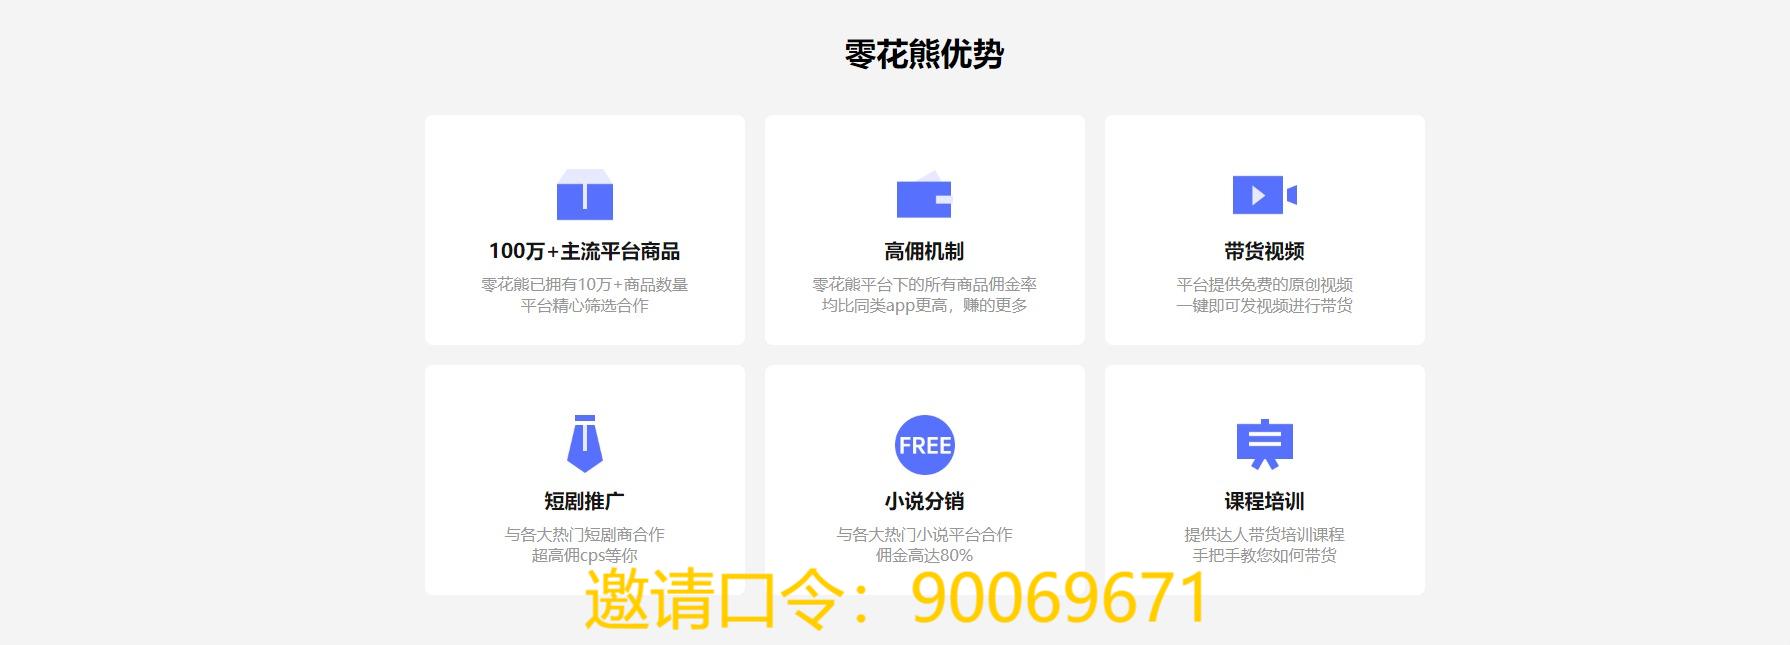 零花熊优势
100万+主流平台商品
零花熊已拥有10万+商品数量
平台精心筛选合作
高佣机制
零花熊平台下的所有商品佣金率
均比同类app更高，赚的更多
带货视频
平台提供免费的原创视频
一键即可发视频进行带货
短剧推广
与各大热门短剧商合作
超高佣cps等你
FREE
小说分销
与各大热门小说平台合作
佣金高达80%
课程培训
提供达人带货培训课程
手把手教您如何带货
邀请口令：90069671